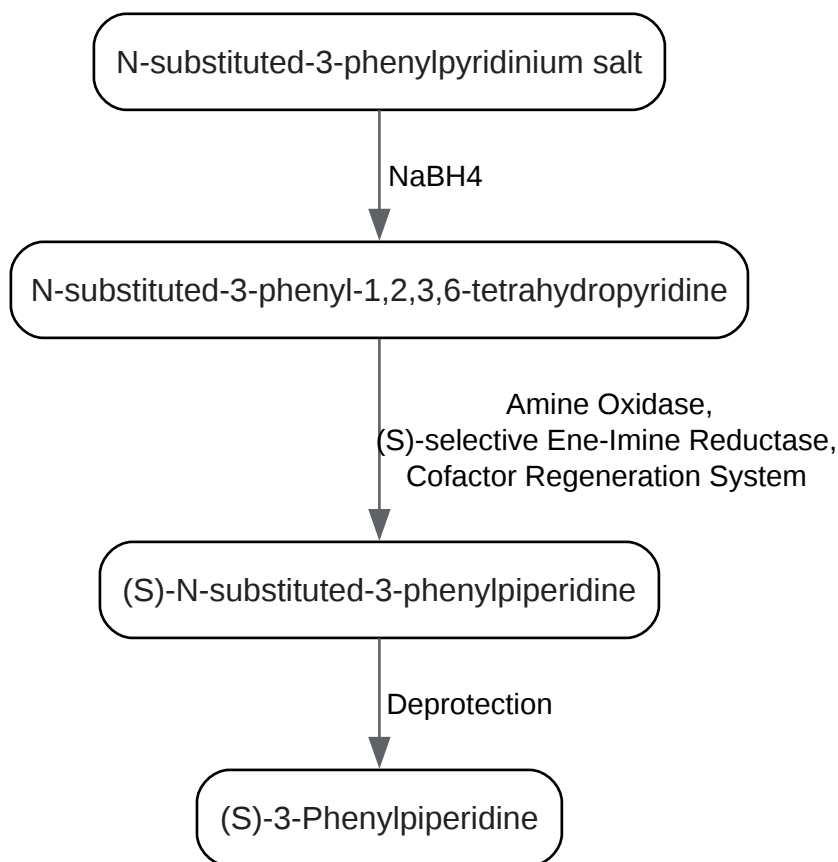 N-substituted-3-phenylpyridinium salt
NaBH4
N-substituted-3-phenyl-1,2,3,6-tetrahydropyridine
Amine Oxidase,
(S)-selective Ene-Imine Reductase,
Cofactor Regeneration System
(S)-N-substituted-3-phenylpiperidine
Deprotection
(S)-3-Phenylpiperidine